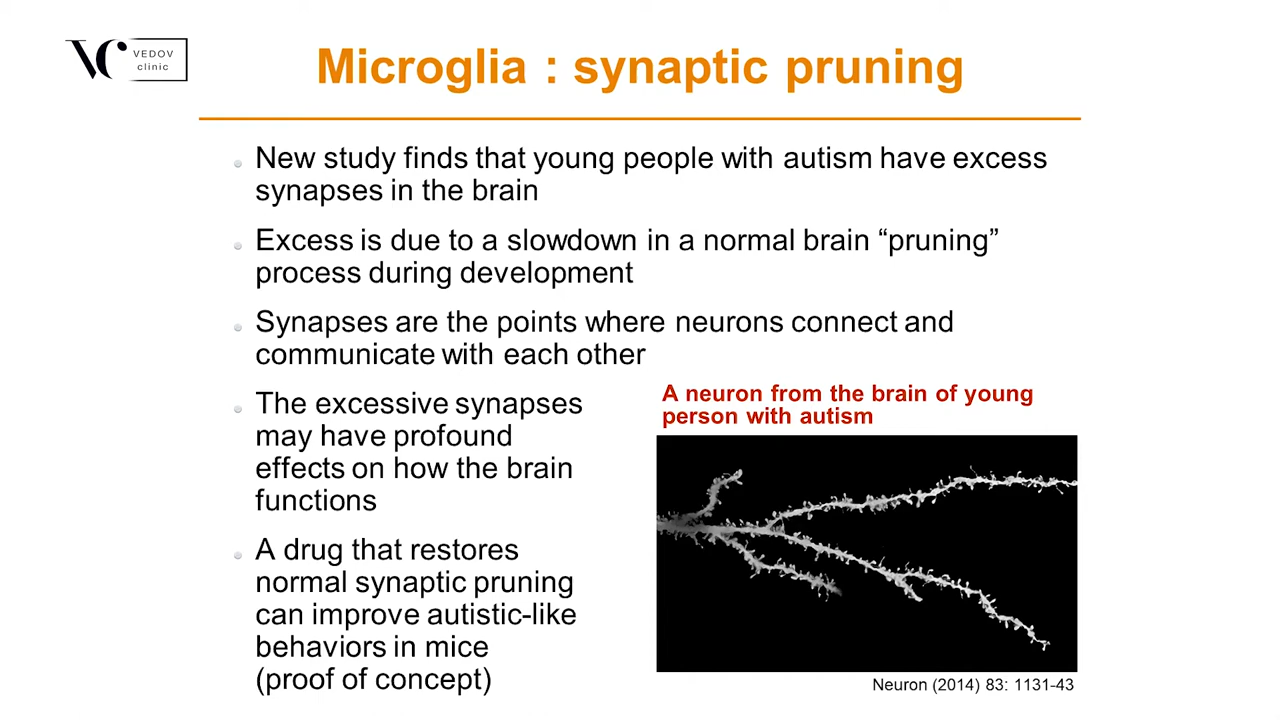 VC VEDOV
clinic
Microglia : synaptic pruning
New study finds that young people with autism have excess
synapses in the brain
Excess is due to a slowdown in a normal brain “pruning”
process during development
Synapses are the points where neurons connect and
communicate with each other
The excessive synapses
may have profound
effects on how the brain
functions
A drug that restores
normal synaptic pruning
can improve autistic-like
behaviors in mice
(proof of concept)
A neuron from the brain of young
person with autism
Neuron (2014) 83: 1131-43